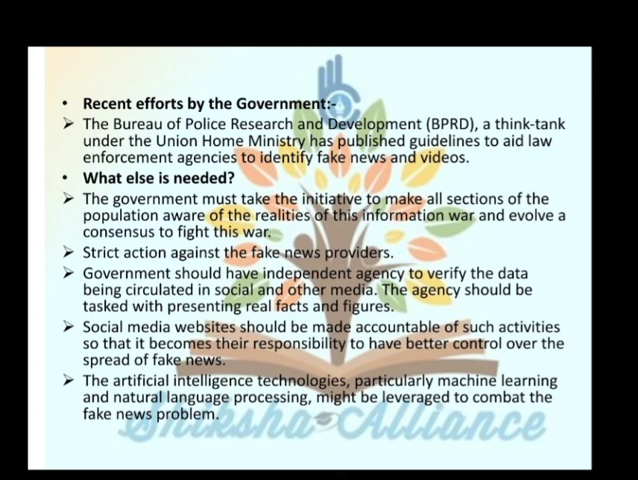 • Recent efforts by the Government:-
➢ The Bureau of Police Research and Development (BPRD), a think-tank
under the Union Home Ministry has published guidelines to aid law
enforcement agencies to identify fake news and videos.
• What else is needed?
➢ The government must take the initiative to make all sections of the
population aware of the realities of this information war and evolve a
consensus to fight this war.
➢ Strict action against the fake news providers.
➢ Government should have independent agency to verify the data
being circulated in social and other media. The agency should be
tasked with presenting real facts and figures.
➢ Social media websites should be made accountable of such activities
so that it becomes their responsibility to have better control over the
spread of fake news.
➢ The artificial intelligence technologies, particularly machine learning
and natural language processing, might be leveraged to combat the
fake news problem.
Shiksha Alliance